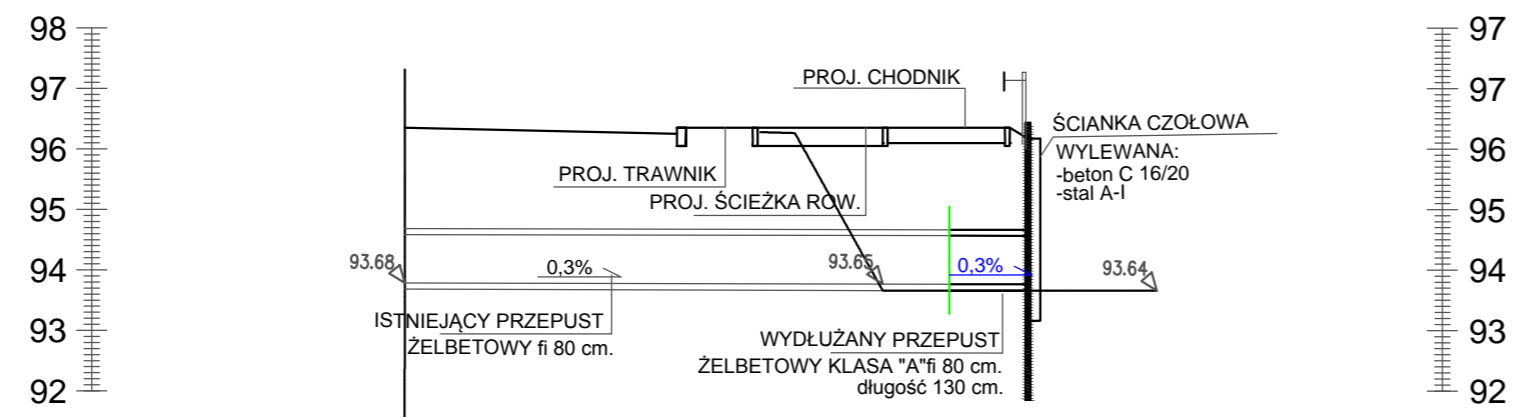 98
97
96
95
94
93
92
97
97
96
95
94
93
92
PROJ. CHODNIK
ŚCIANKA CZOŁOWA
WYLEWANA:
-beton C 16/20
-stal A-I
PROJ. TRAWNIK
PROJ. ŚCIEŻKA ROW.
93.68
0,3%
93.65
0,3%
93.64
ISTNIEJĄCY PRZEPUST
ŻELBETOWY fi 80 cm.
WYDŁUŻANY PRZEPUST
ŻELBETOWY KLASA "A"fi 80 cm.
długość 130 cm.